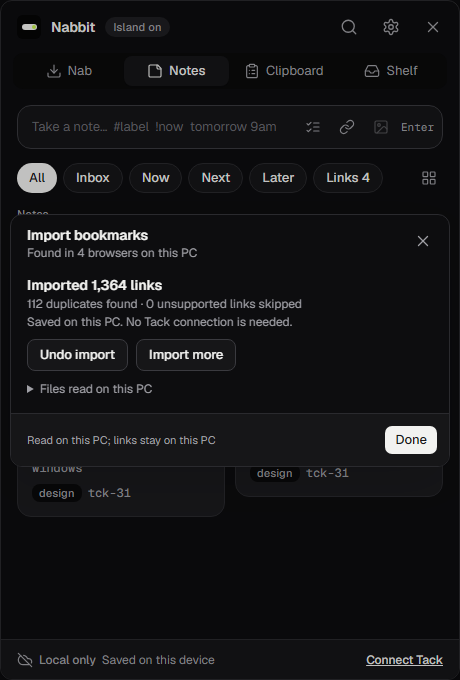 Nabbit Island on
Nab Notes Clipboard Shelf
Take a note... #label !now tomorrow 9am Enter
All Inbox Now Next Later Links 4
Notes
Import bookmarks
Found in 4 browsers on this PC
Imported 1,364 links
112 duplicates found · 0 unsupported links skipped
Saved on this PC. No Tack connection is needed.
Undo import Import more
Files read on this PC
Read on this PC; links stay on this PC Done
windows
design tck-31
design tck-31
Local only Saved on this device Connect Tack